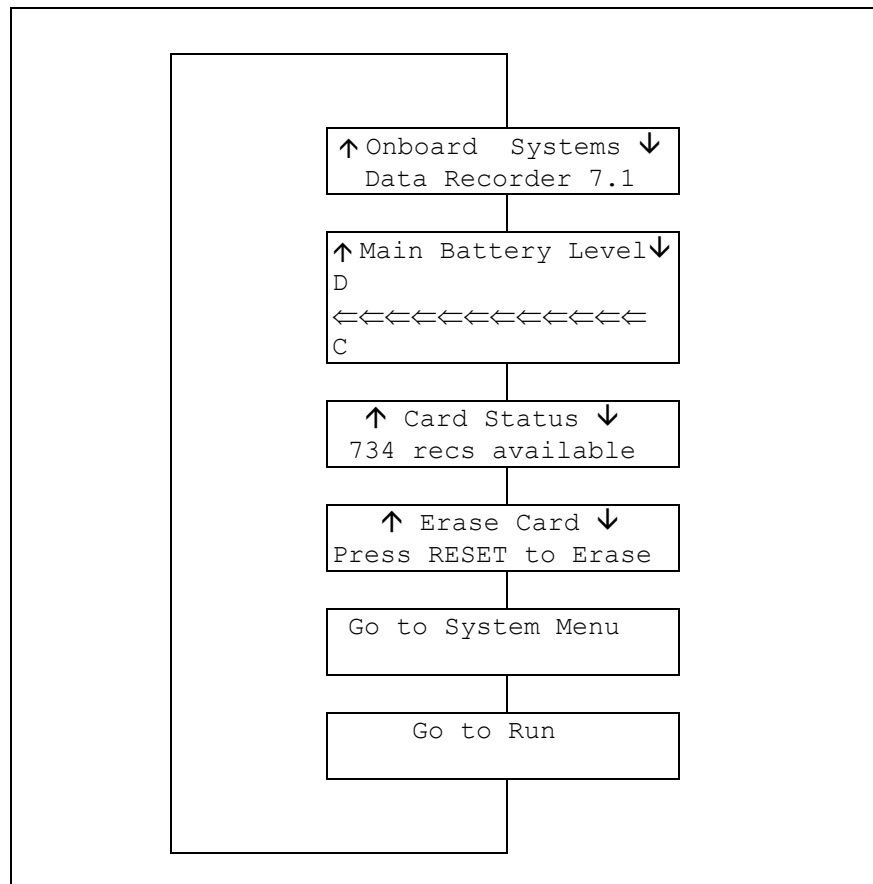 ↑ Onboard Systems ↓
Data Recorder 7.1
↑ Main Battery Level ↓
D
⇐⇐⇐⇐⇐⇐⇐⇐⇐⇐⇐⇐
C
↑ Card Status ↓
734 recs available
↑ Erase Card ↓
Press RESET to Erase
Go to System Menu
Go to Run